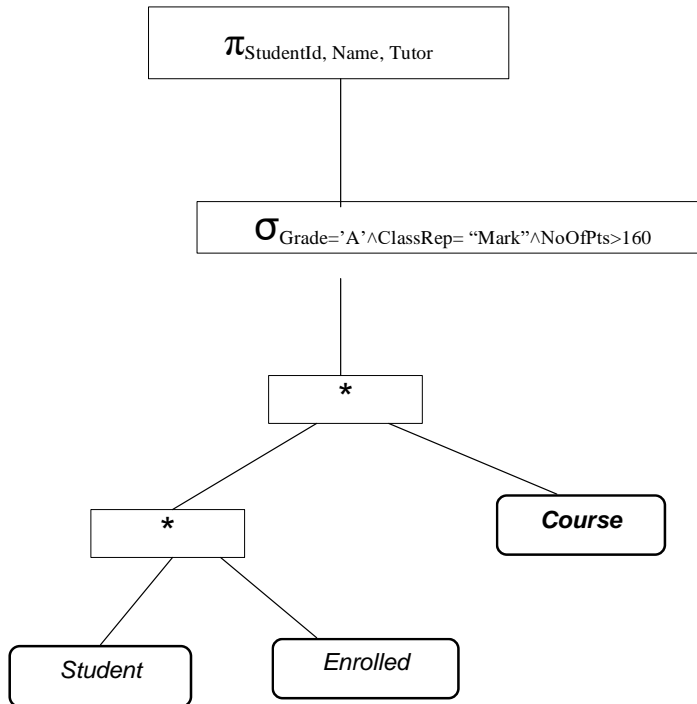 πStudentId, Name, Tutor
σGrade='A'^ClassRep= “Mark”^NoOfPts>160
*
*
Course
Student
Enrolled